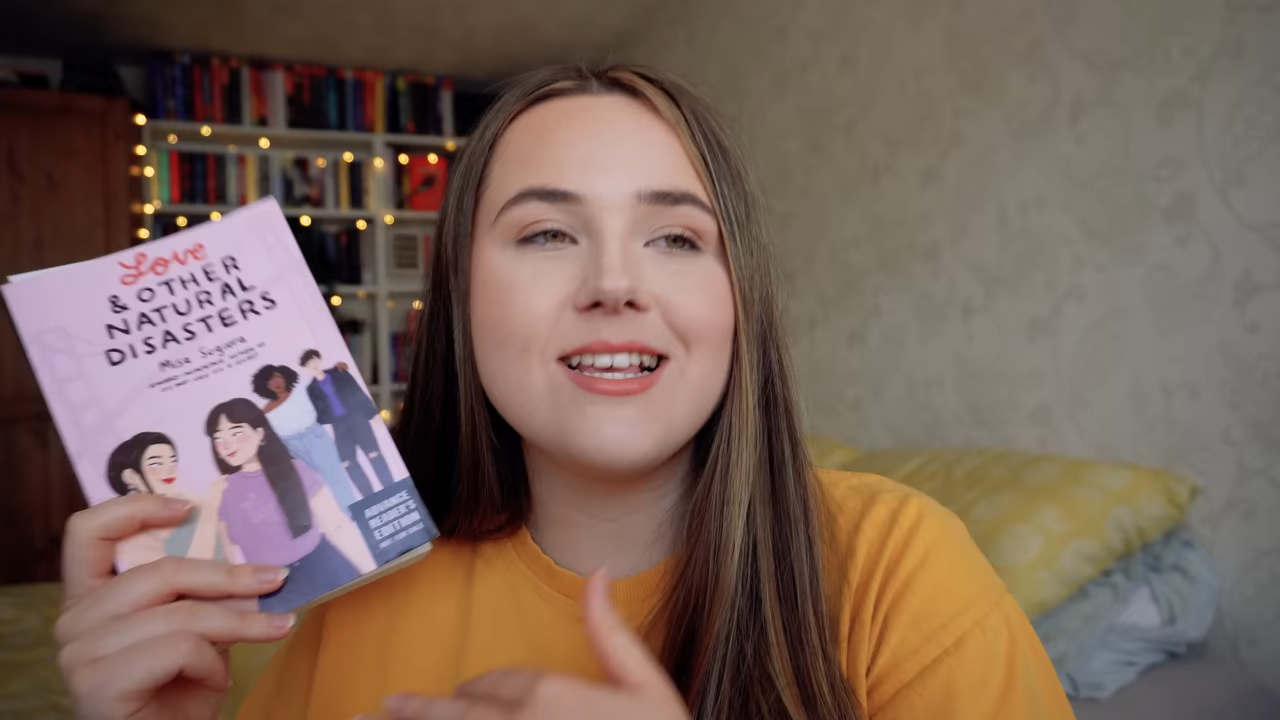 Love
& OTHER
NATURAL
DISASTERS
Misa Sugiura
ADVANCE
READER'S
EDITION